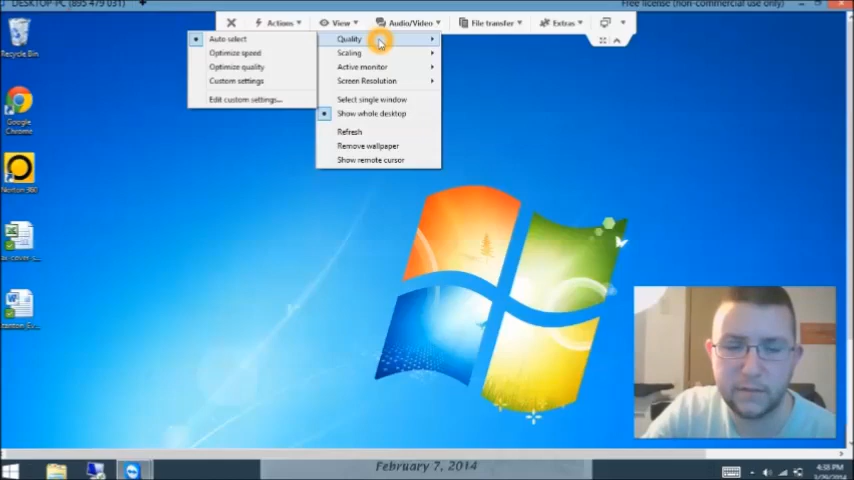 DESKTOP-PC (895 479 031)
Free license (non-commercial use only)
Actions
View
Audio/Video
File transfer
Extras
Auto select
Optimize speed
Optimize quality
Custom settings
Edit custom settings...
Quality
Scaling
Active monitor
Screen Resolution
Select single window
Show whole desktop
Refresh
Remove wallpaper
Show remote cursor
Recycle Bin
Google
Chrome
Norton 360
February 7, 2014
4:38 PM